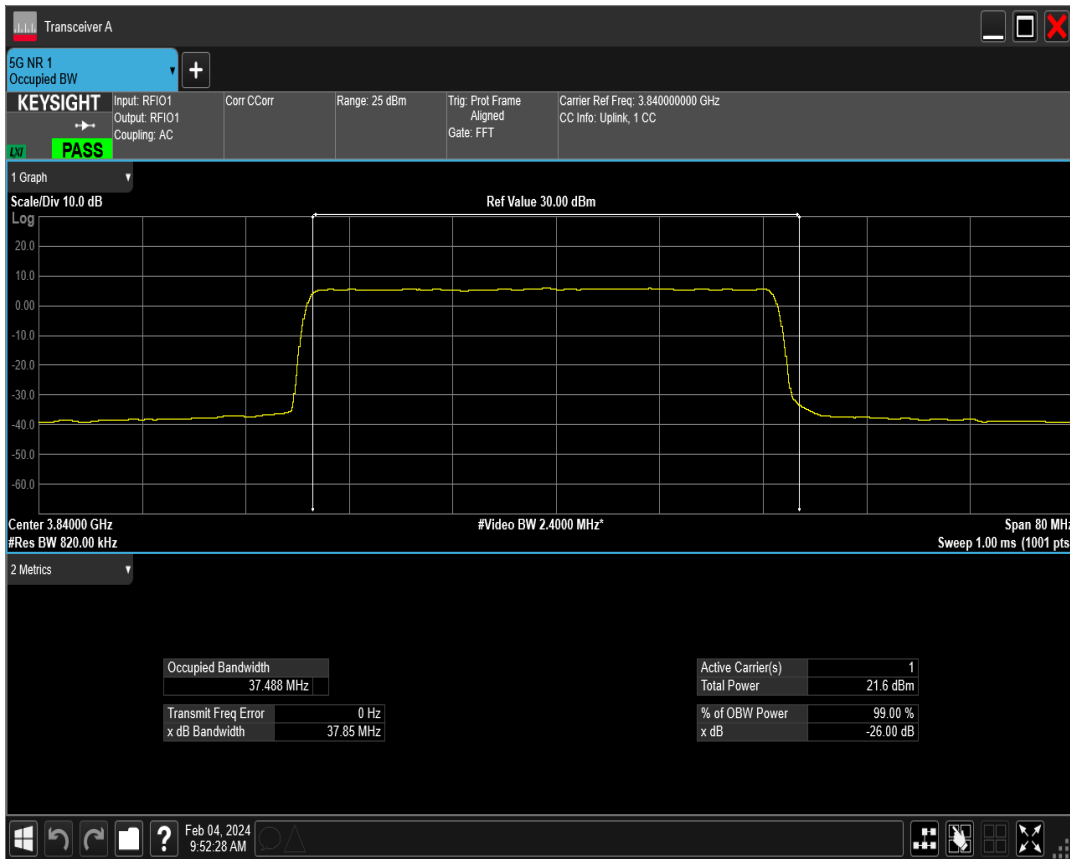 Transceiver A
5G NR 1
Occupied BW
KEYSIGHT
Input: RFIO1
Output: RFIO1
Coupling: AC
Corr CCorr
Range: 25 dBm
Trig: Prot Frame
Aligned
Gate: FFT
Carrier Ref Freq: 3.840000000 GHz
CC Info: Uplink, 1 CC
LXI
PASS
1 Graph
Scale/Div 10.0 dB
Ref Value 30.00 dBm
Log
20.0
10.0
0.00
-10.0
-20.0
-30.0
-40.0
-50.0
-60.0
Center 3.84000 GHz
#Video BW 2.4000 MHz*
Span 80 MHz
#Res BW 820.00 kHz
Sweep 1.00 ms (1001 pts
2 Metrics
Occupied Bandwidth
37.488 MHz
Transmit Freq Error 0 Hz
x dB Bandwidth 37.85 MHz
Active Carrier(s) 1
Total Power 21.6 dBm
% of OBW Power 99.00 %
x dB -26.00 dB
Feb 04, 2024
9:52:28 AM